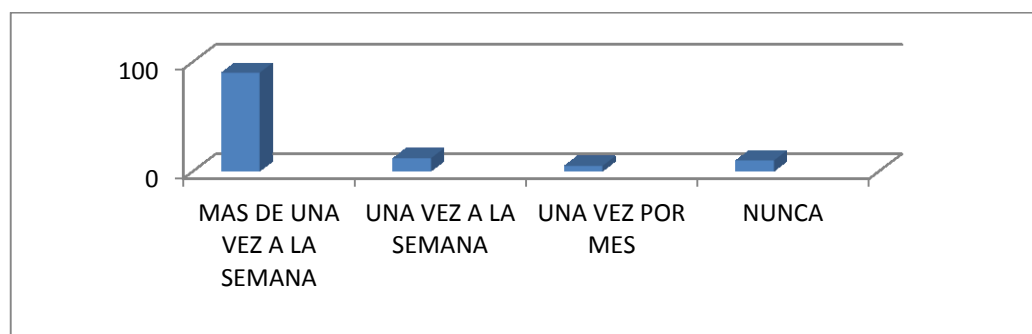 100
0
MAS DE UNA
VEZ A LA
SEMANA
UNA VEZ A LA
SEMANA
UNA VEZ POR
MES
NUNCA